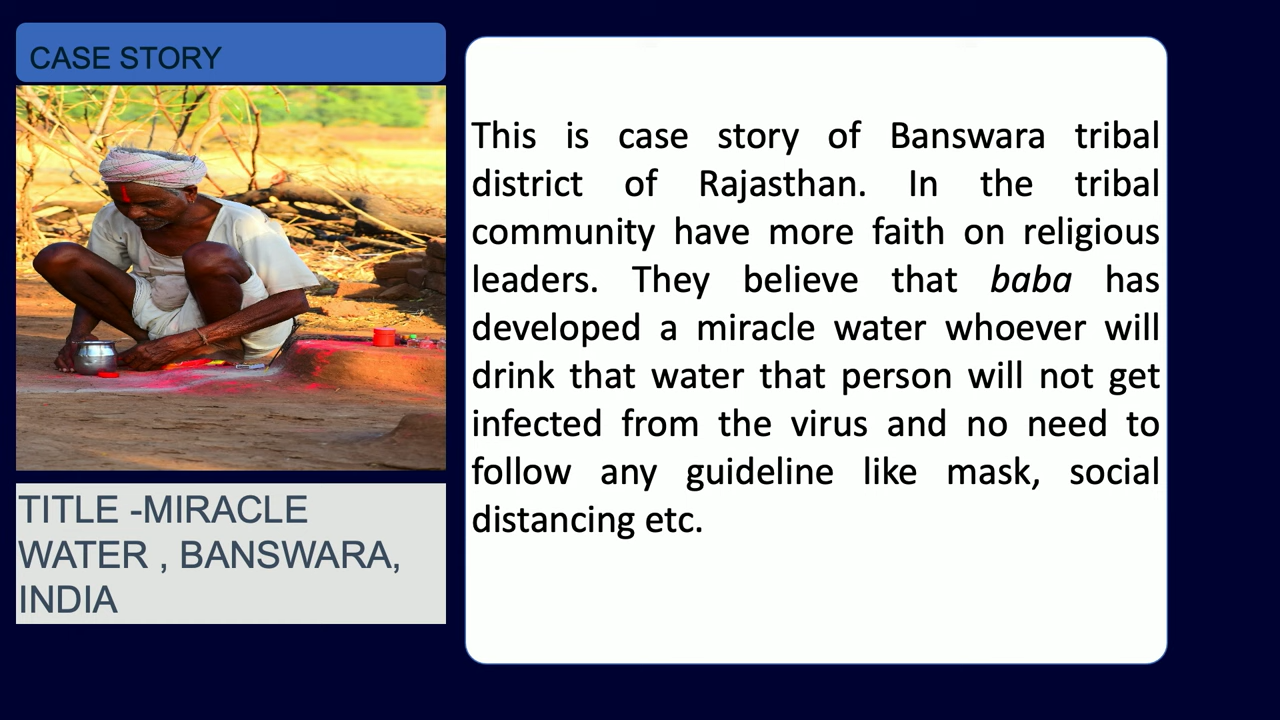 CASE STORY
TITLE -MIRACLE
WATER , BANSWARA,
INDIA
This is case story of Banswara tribal
district of Rajasthan. In the tribal
community have more faith on religious
leaders. They believe that baba has
developed a miracle water whoever will
drink that water that person will not get
infected from the virus and no need to
follow any guideline like mask, social
distancing etc.